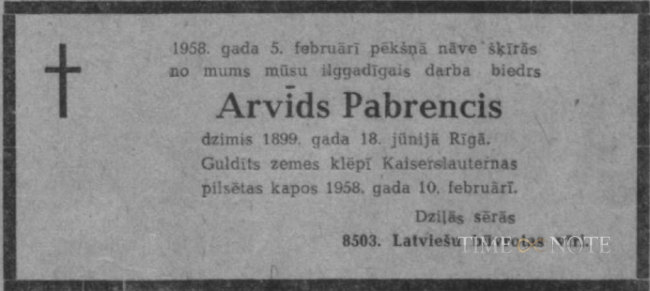 1958. gada 5. februārī pēkšņā nāve šķīrās
no mums mūsu ilggadīgais darba biedrs
Arvīds Pabrencis
dzimis 1899. gada 18. jūnijā Rīgā.
Guldīts zemes klēpī Kaiserslauternas
pilsētas kapos 1958. gada 10. februārī.
Dziļās sērās
8503. Latviešu
TIME NOTE